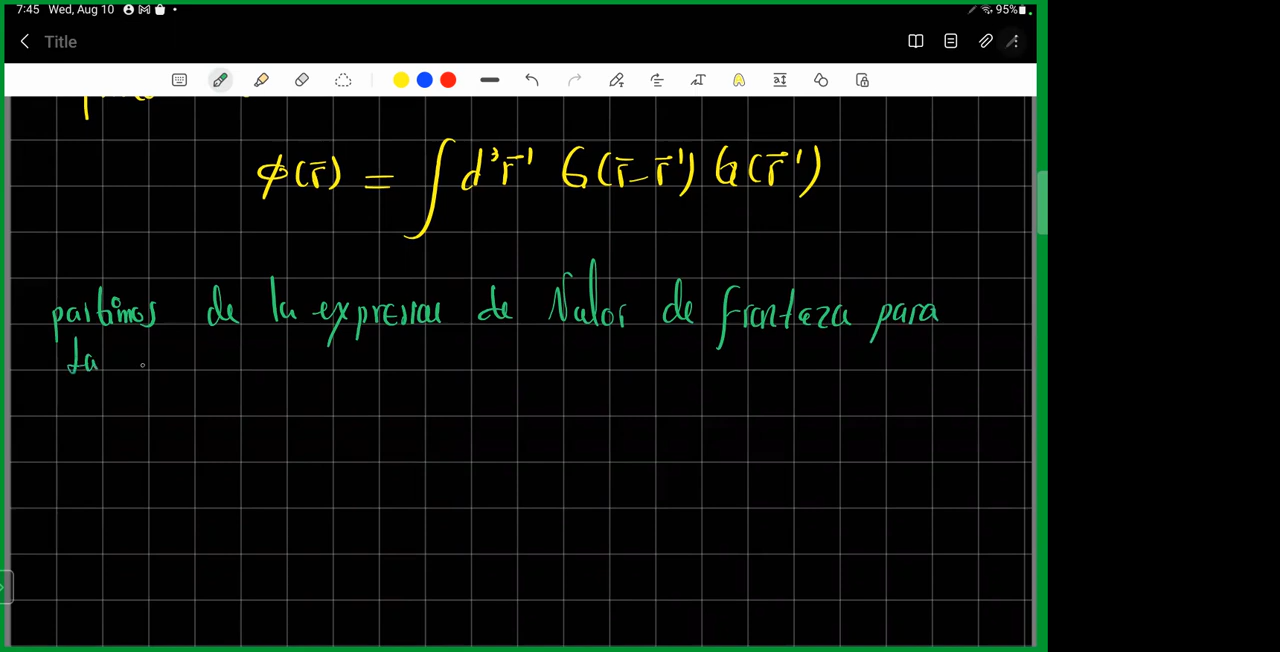 7:45 Wed, Aug 10 95%
Title
φ(r̄) = ∫ d³r̄' G(r̄-r̄') G(r̄')
partimos de la expresion de Valor de frontera para
la